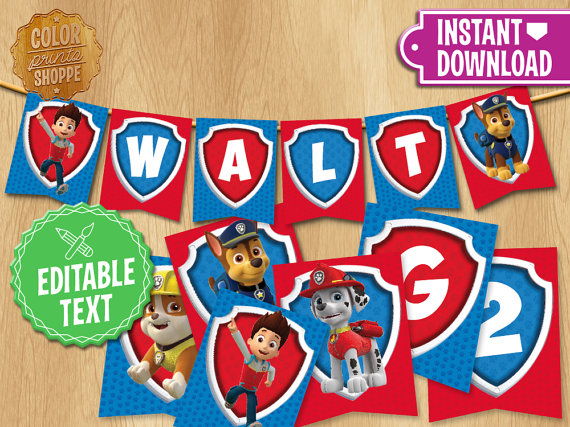 COLOR
prints
SHOPPE
INSTANT
DOWNLOAD
W A L T
EDITABLE
TEXT
G 2